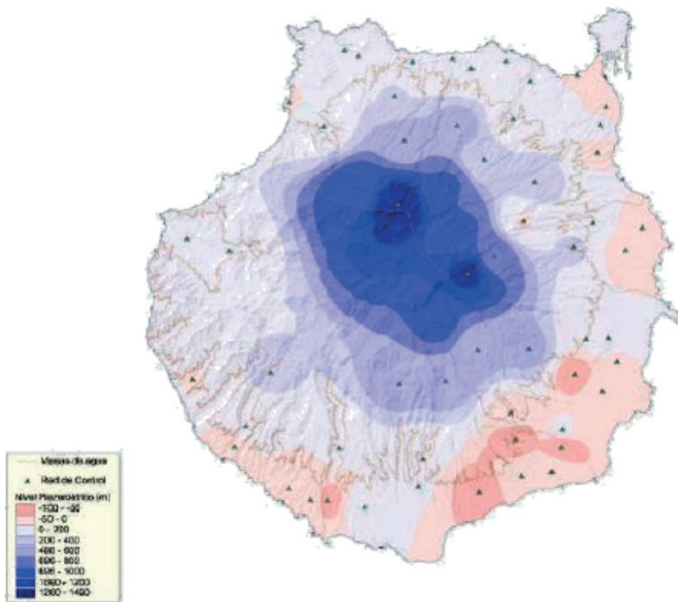 Masas de agua
Red de Control
Nivel Piezométrico (m)
-100 - -50
-50 - 0
0 - 200
200 - 400
400 - 600
600 - 800
800 - 1000
1000 - 1200
1200 - 1400